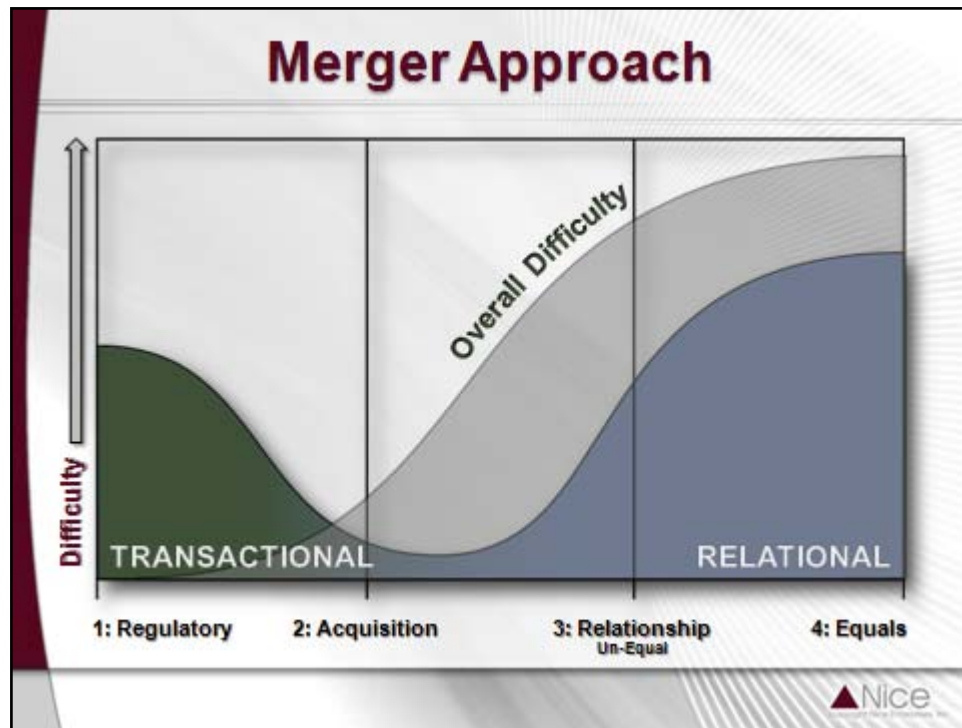 Merger Approach
Overall Difficulty
Difficulty
TRANSACTIONAL
RELATIONAL
1: Regulatory
2: Acquisition
3: Relationship
Un-Equal
4: Equals
Nice